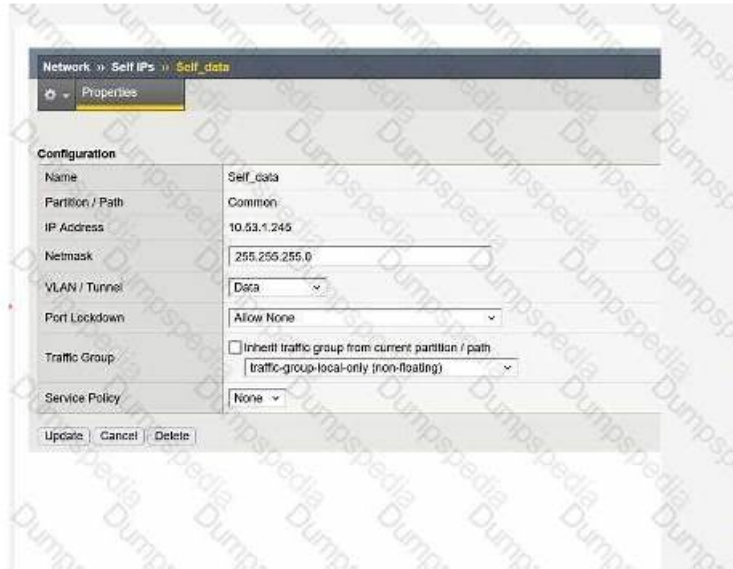 Network » Self IPs » Self_data
Properties
Configuration
Name Self_data
Partition / Path Common
IP Address 10.53.1.245
Netmask 255.255.255.0
VLAN / Tunnel Data
Port Lockdown Allow None
Traffic Group Inherit traffic group from current partition / path
traffic-group-local-only (non-floating)
Service Policy None
Update Cancel Delete
Dumpspedia